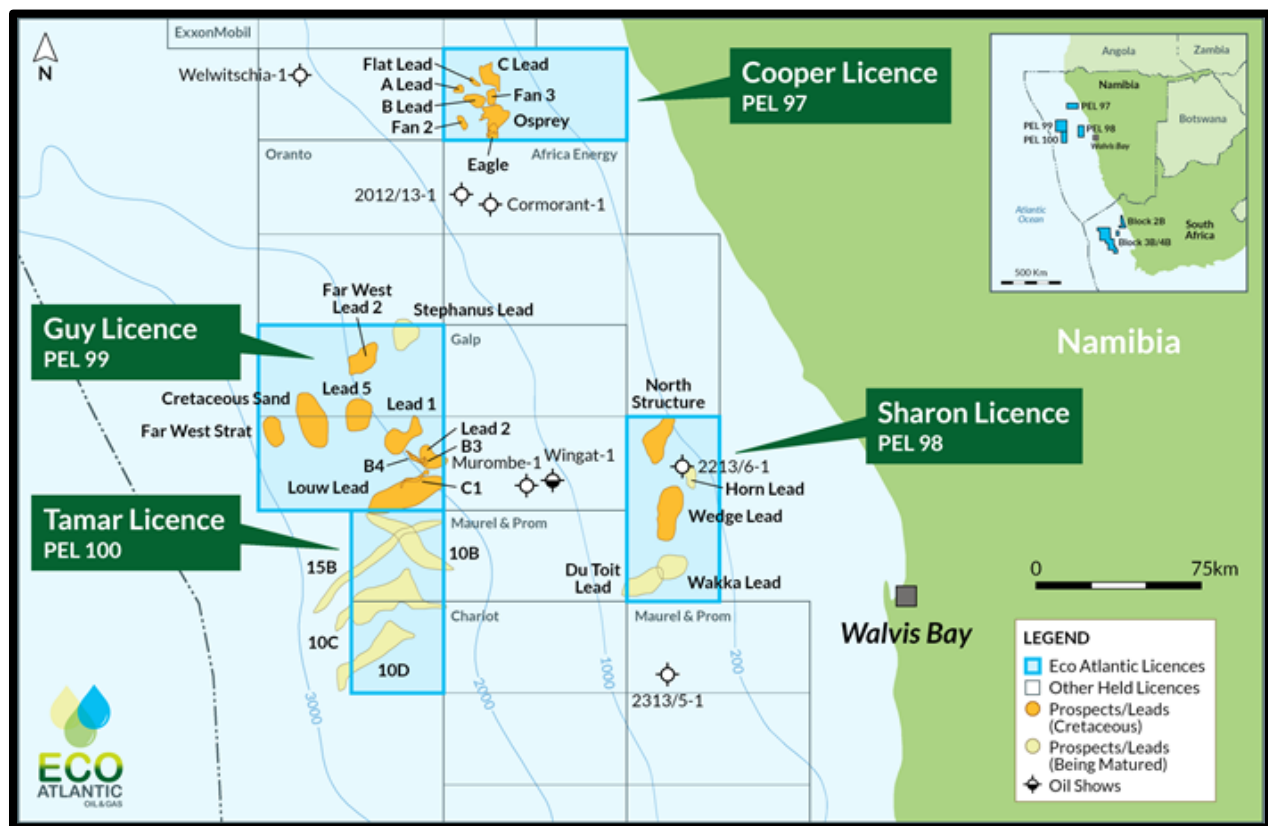 ExxonMobil
N
Welwitschia-1
Flat Lead
C Lead
A Lead
Fan 3
B Lead
Osprey
Fan 2
Eagle
Cooper Licence
PEL 97
Oranto
Africa Energy
2012/13-1
Cormorant-1
Angola
Zambia
Namibia
PEL 97
Botswana
PEL 99
PEL 98
PEL 100
Walvis Bay
Atlantic
Ocean
Block 2B
South
Africa
Block 3B/4B
500 Km
Far West
Lead 2
Stephanus Lead
Guy Licence
PEL 99
Galp
Namibia
Cretaceous Sand
Lead 5
Lead 1
Far West Strat
Lead 2
B3
B4
Murombe-1
Wingat-1
Louw Lead
C1
North
Structure
Sharon Licence
PEL 98
2213/6-1
Horn Lead
Wedge Lead
Tamar Licence
PEL 100
Maurel & Prom
15B
10B
Du Toit
Lead
Wakka Lead
0
75km
Walvis Bay
10C
Chariot
Maurel & Prom
10D
3000
2000
1000
200
2313/5-1
LEGEND
Eco Atlantic Licences
Other Held Licences
Prospects/Leads
(Cretaceous)
Prospects/Leads
(Being Matured)
Oil Shows
ECO
ATLANTIC
OIL & GAS